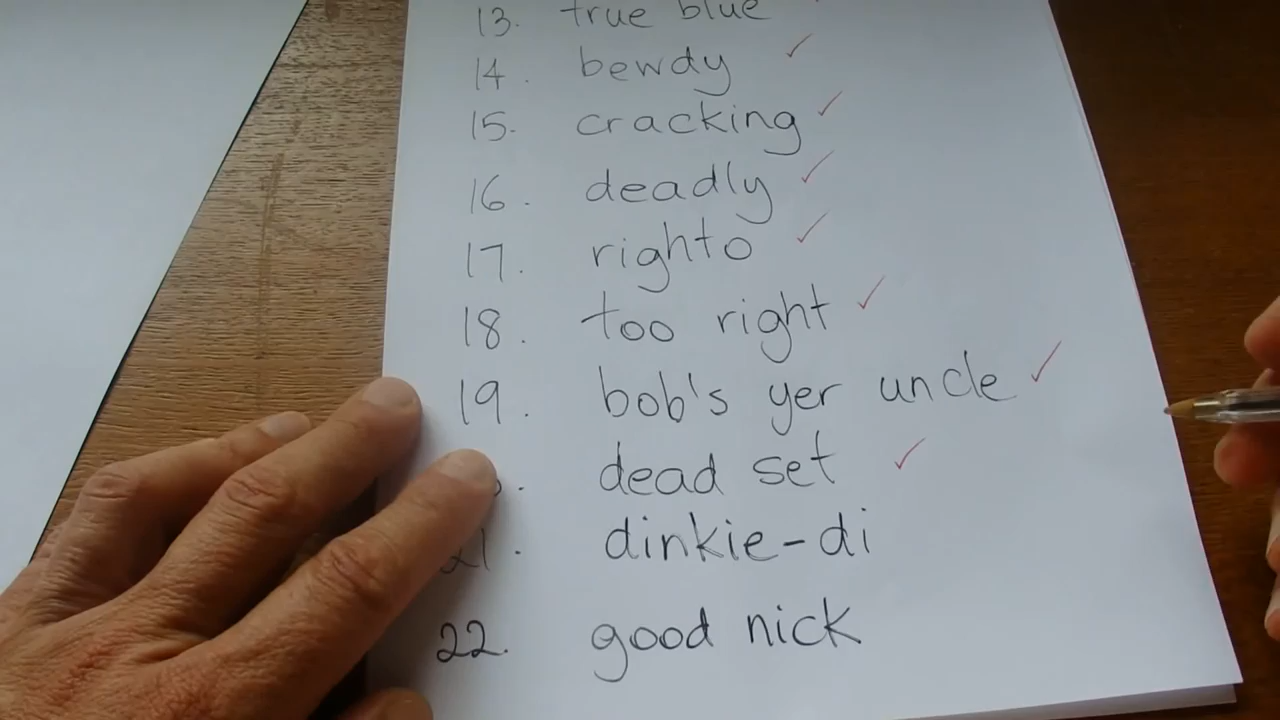 13. true blue
14. bewdy ✓
15. cracking ✓
16. deadly ✓
17. righto ✓
18. too right ✓
19. bob's yer uncle ✓
dead set ✓
21. dinkie-di
22. good nick